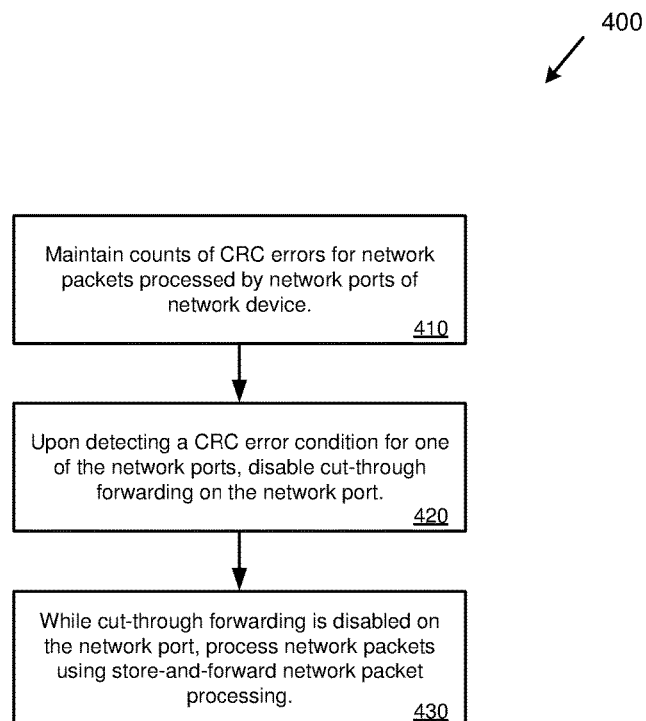 400
Maintain counts of CRC errors for network
packets processed by network ports of
network device.
410
Upon detecting a CRC error condition for one
of the network ports, disable cut-through
forwarding on the network port.
420
While cut-through forwarding is disabled on
the network port, process network packets
using store-and-forward network packet
processing.
430